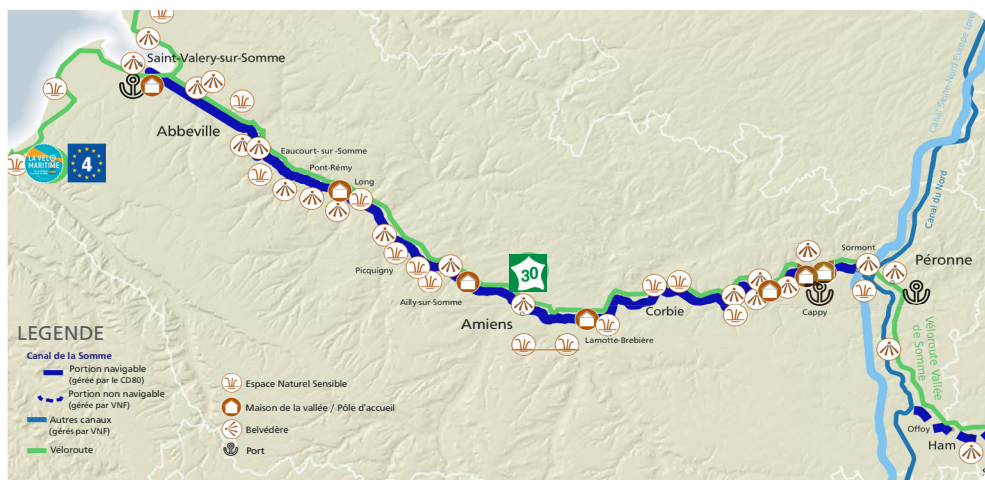 Saint-Valery-sur-Somme
Abbeville
LA VÉLO
MARITIME
4
Eaucourt- sur -Somme
Pont-Rémy
Long
Picquigny
Ailly-sur-Somme
30
Amiens
Lamotte-Brebière
Corbie
Cappy
Sormont
Péronne
Canal Seine-Nord Europe
Canal du Nord
Véloroute Vallée
de Somme
Offoy
Ham
LEGENDE
Canal de la Somme
Portion navigable
(gérée par le CD80)
Portion non navigable
(gérée par VNF)
Autres canaux
(gérés par VNF)
Véloroute
Espace Naturel Sensible
Maison de la vallée / Pôle d'accueil
Belvédère
Port